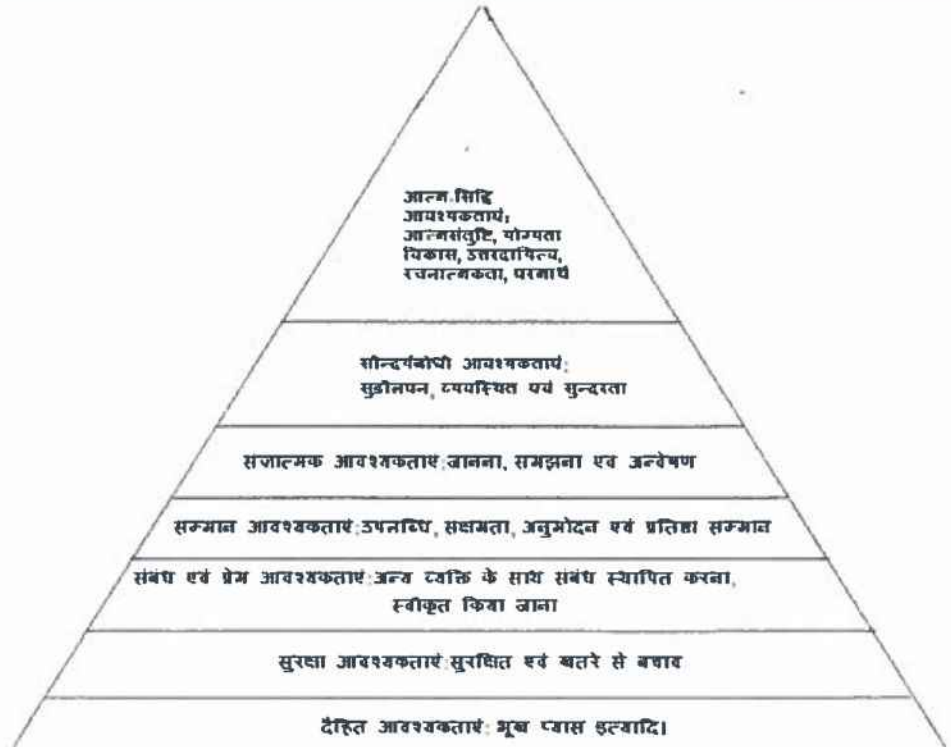 आत्म.सिद्धि
आवश्यकतायें:
आत्मसंतुष्टि, योग्यता
विकास, उत्तरदायित्व,
रचनात्मकता, परमार्थ
सौन्दर्यबोधी आवश्यकतायें:
सुडौलपन, व्यवस्थित एवं सुन्दरता
संज्ञात्मक आवश्यकताएं:जानना, समझना एवं अन्वेषण
सम्मान आवश्यकताएं:उपलब्धि, सक्षमता, अनुमोदन एवं प्रतिष्ठा सम्मान
संबंध एवं प्रेम आवश्यकताएं:अन्य व्यक्ति के साथ संबंध स्थापित करना,
स्वीकृत किया जाना
सुरक्षा आवश्यकताएं:सुरक्षित एवं खतरे से बचाव
दैहित आवश्यकताएं: भूख प्यास इत्यादि।